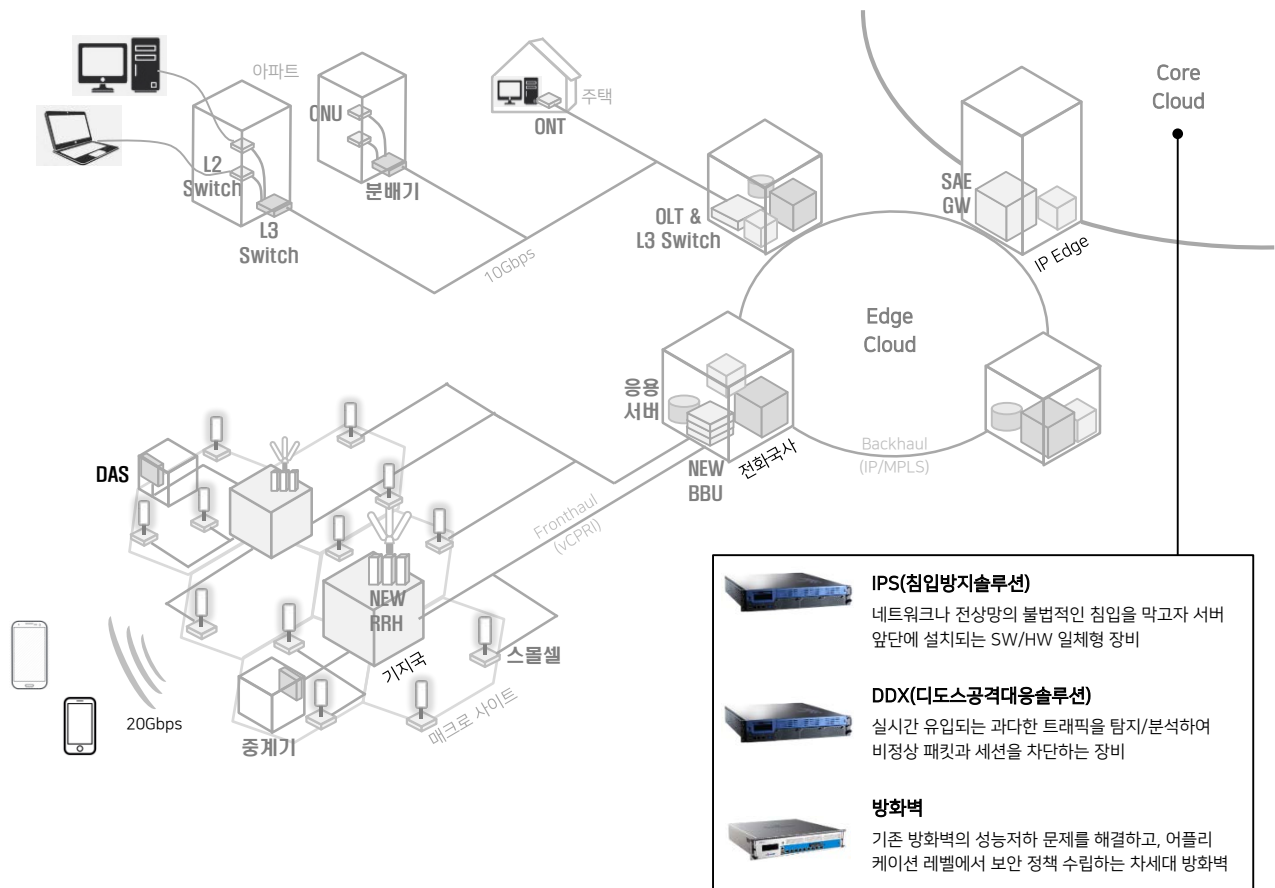 아파트
주택
ONU
ONT
L2
Switch
분배기
L3
Switch
10Gbps
OLT &
L3 Switch
SAE
GW
IP Edge
Core
Cloud
Edge
Cloud
응용
서버
NEW
BBU
전화국사
Backhaul
(IP/MPLS)
DAS
Fronthaul
(vCPRI)
NEW
RRH
기지국
스몰셀
매크로 사이트
중계기
20Gbps
IPS(침입방지솔루션)
네트워크나 전상망의 불법적인 침입을 막고자 서버
앞단에 설치되는 SW/HW 일체형 장비
DDX(디도스공격대응솔루션)
실시간 유입되는 과다한 트래픽을 탐지/분석하여
비정상 패킷과 세션을 차단하는 장비
방화벽
기존 방화벽의 성능저하 문제를 해결하고, 어플리
케이션 레벨에서 보안 정책 수립하는 차세대 방화벽